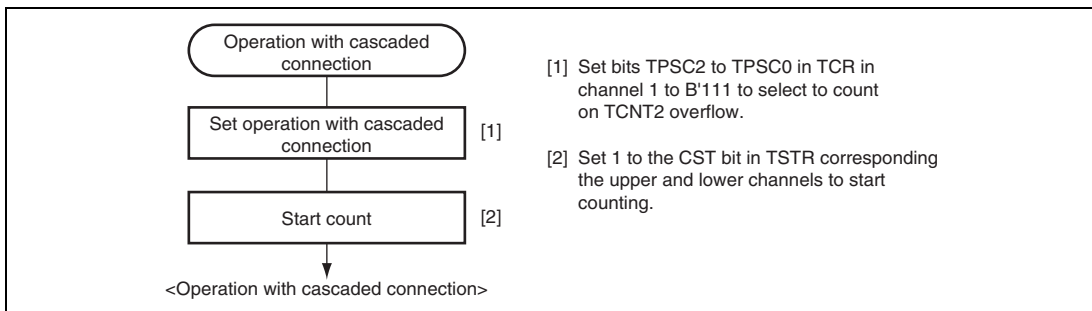 Operation with cascaded
connection
Set operation with cascaded
connection
[1]
Start count
[2]
<Operation with cascaded connection>
[1] Set bits TPSC2 to TPSC0 in TCR in
channel 1 to B'111 to select to count
on TCNT2 overflow.
[2] Set 1 to the CST bit in TSTR corresponding
the upper and lower channels to start
counting.